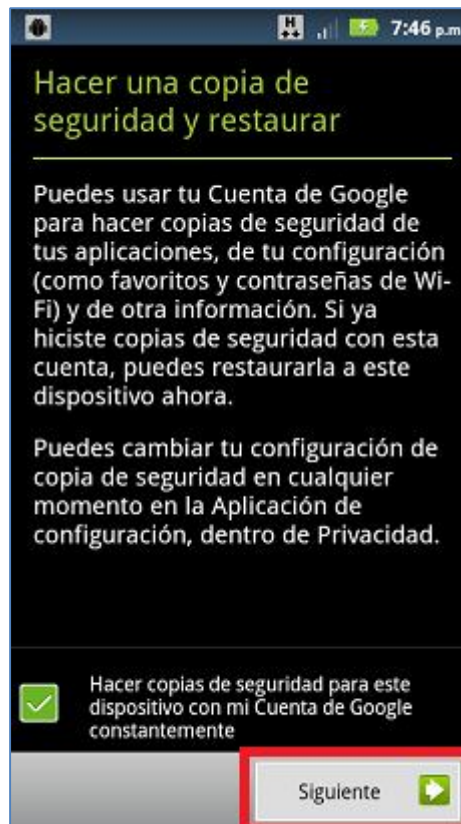 H 7:46 p.m
Hacer una copia de
seguridad y restaurar
Puedes usar tu Cuenta de Google
para hacer copias de seguridad de
tus aplicaciones, de tu configuración
(como favoritos y contraseñas de Wi-
Fi) y de otra información. Si ya
hiciste copias de seguridad con esta
cuenta, puedes restaurarla a este
dispositivo ahora.
Puedes cambiar tu configuración de
copia de seguridad en cualquier
momento en la Aplicación de
configuración, dentro de Privacidad.
Hacer copias de seguridad para este
dispositivo con mi Cuenta de Google
constantemente
Siguiente